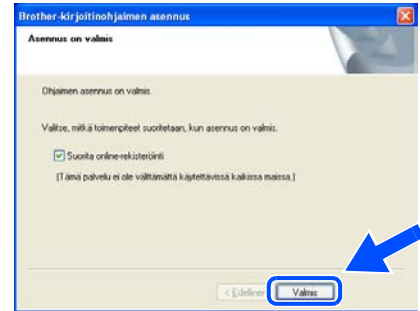 Brother-kirjoitinohjaimen asennus
Asennus on valmis
Ohjaimen asennus on valmis.
Valitse, mitkä toimenpiteet suoritetaan, kun asennus on valmis.
Suorita online-rekisteröinti
(Tämä palvelu ei ole välttämättä käytettävissä kaikissa maissa.)
< Edellinen
Valmis